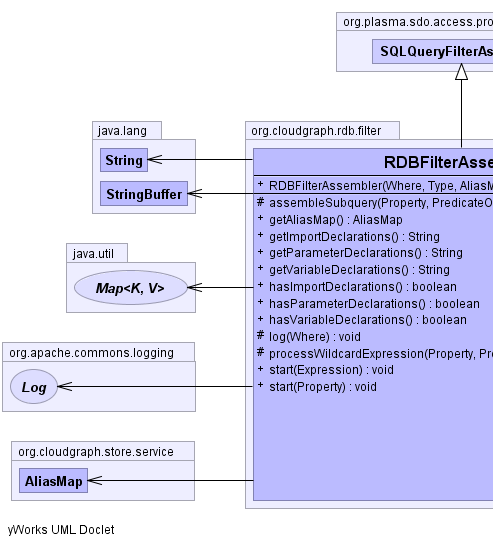 org.plasma.sdo.access.pro
SQLQueryFilterAs
java.lang
String
StringBuffer
org.cloudgraph.rdb.filter
RDBFilterAsse
+ RDBFilterAssembler(Where, Type, AliasM
# assembleSubquery(Property, PredicateO
+ getAliasMap() : AliasMap
+ getImportDeclarations() : String
+ getParameterDeclarations() : String
+ getVariableDeclarations() : String
+ hasImportDeclarations() : boolean
+ hasParameterDeclarations() : boolean
+ hasVariableDeclarations() : boolean
# log(Where) : void
# processWildcardExpression(Property, Pre
+ start(Expression) : void
+ start(Property) : void
java.util
Map<K, V>
org.apache.commons.logging
Log
org.cloudgraph.store.service
AliasMap
yWorks UML Doclet